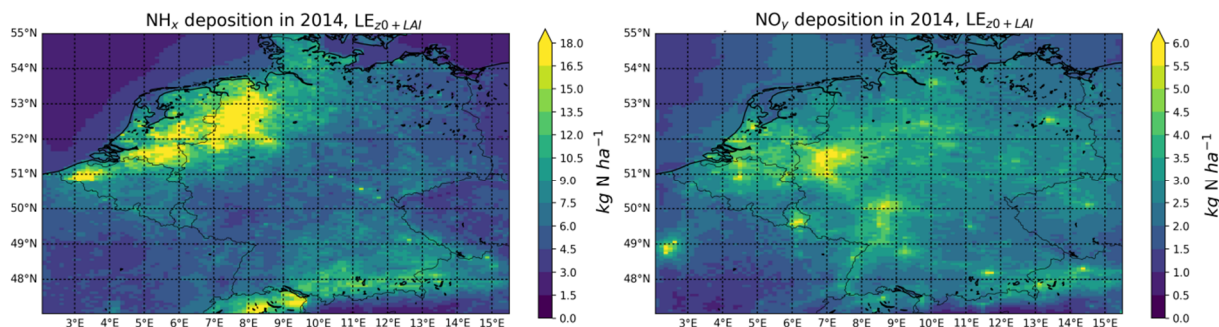 NHx deposition in 2014, LEz0+LAI
55°N
54°N
53°N
52°N
51°N
50°N
49°N
48°N
3°E 4°E 5°E 6°E 7°E 8°E 9°E 10°E 11°E 12°E 13°E 14°E 15°E
18.0
16.5
15.0
13.5
12.0
10.5
9.0
7.5
6.0
4.5
3.0
1.5
0.0
kg N ha−1
NOy deposition in 2014, LEz0+LAI
55°N
54°N
53°N
52°N
51°N
50°N
49°N
48°N
3°E 4°E 5°E 6°E 7°E 8°E 9°E 10°E 11°E 12°E 13°E 14°E 15°E
6.0
5.5
5.0
4.5
4.0
3.5
3.0
2.5
2.0
1.5
1.0
0.5
0.0
kg N ha−1